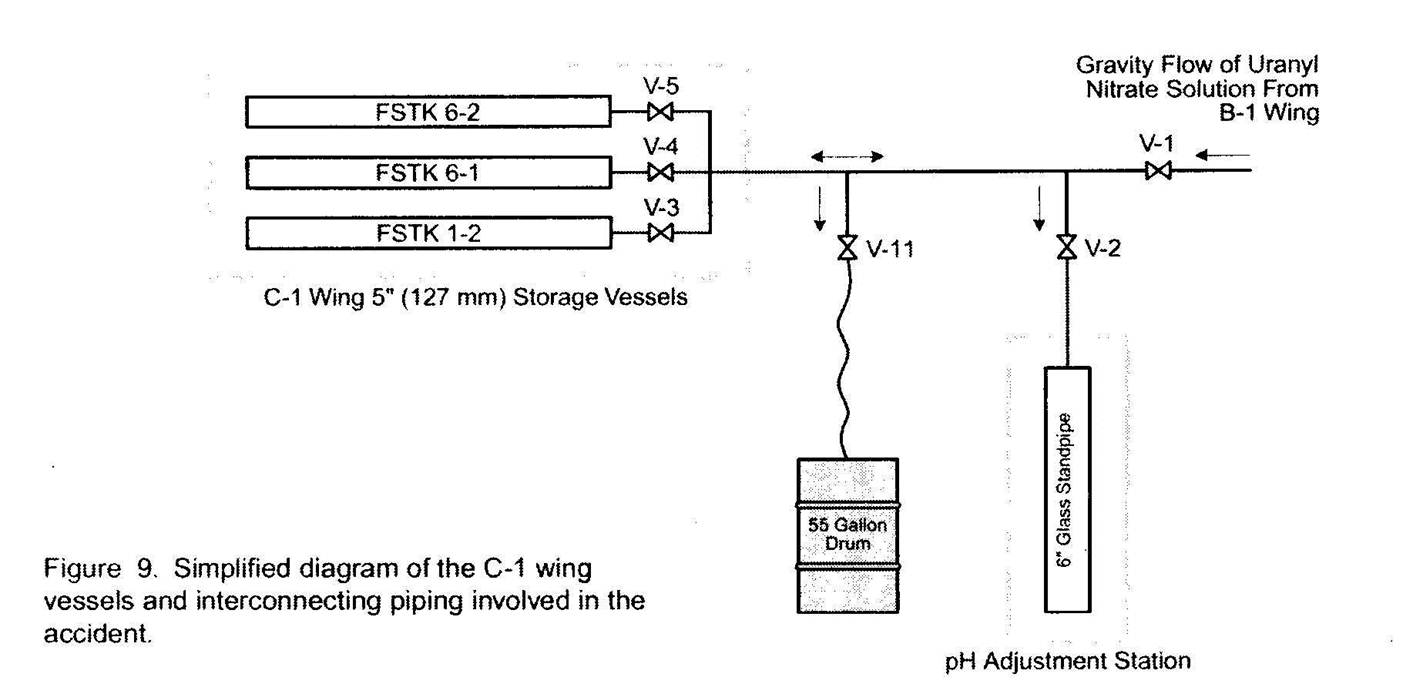 Gravity Flow of Uranyl
Nitrate Solution From
B-1 Wing
V-5
FSTK 6-2
V-4
FSTK 6-1
V-3
FSTK 1-2
V-1
V-11
V-2
C-1 Wing 5" (127 mm) Storage Vessels
55 Gallon
Drum
6" Glass Standpipe
pH Adjustment Station
Figure 9. Simplified diagram of the C-1 wing
vessels and interconnecting piping involved in the
accident.